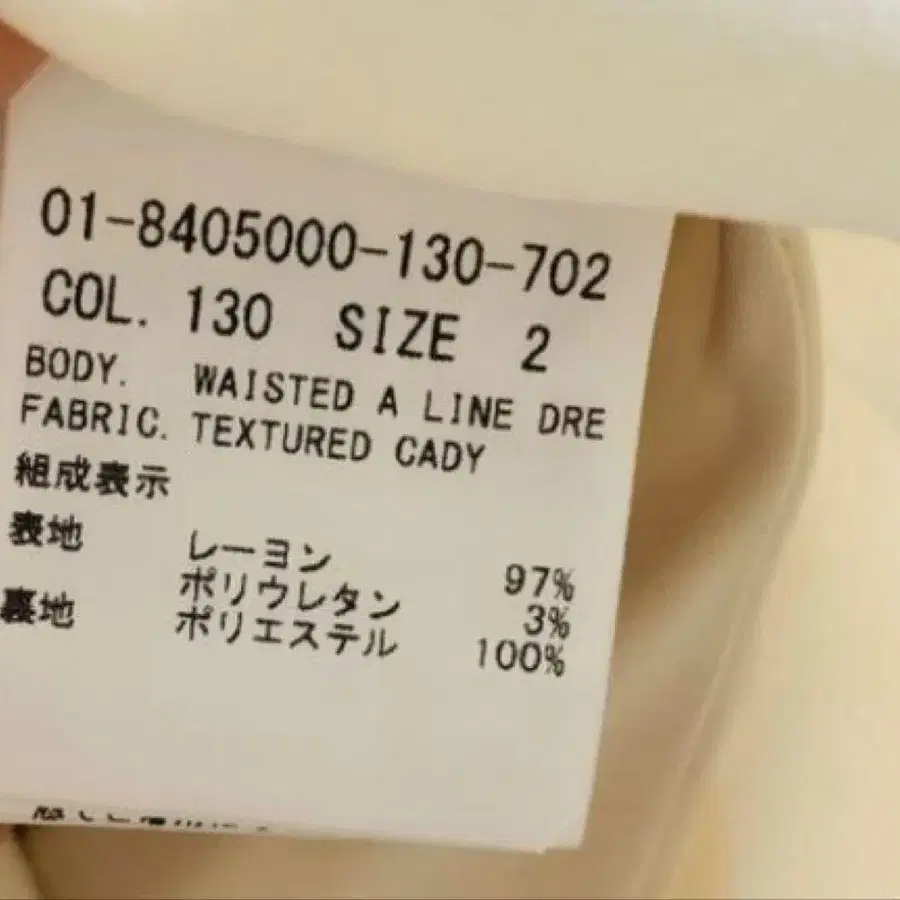 01-8405000-130-702
COL. 130 SIZE 2
BODY. WAISTED A LINE DRE
FABRIC. TEXTURED CADY
組成表示
表地 レーヨン 97%
ポリウレタン 3%
裏地 ポリエステル 100%